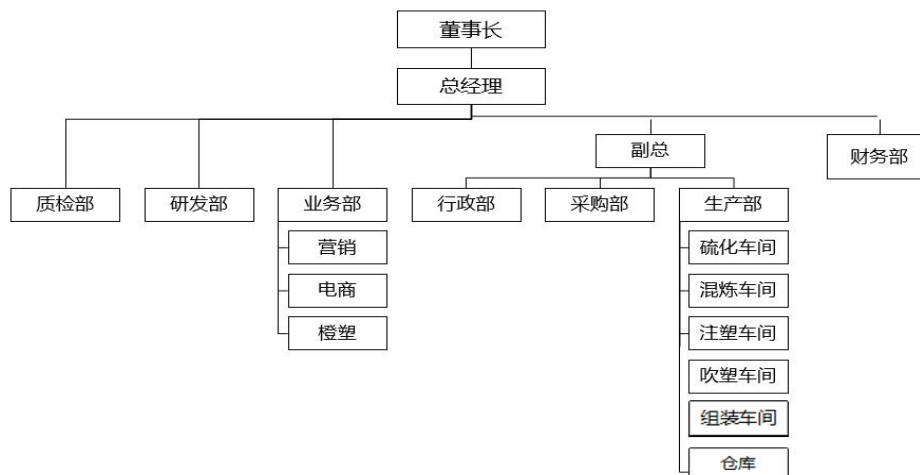 董事长
总经理
副总
财务部
质检部
研发部
业务部
行政部
采购部
生产部
营销
电商
橙塑
硫化车间
混炼车间
注塑车间
吹塑车间
组装车间
仓库